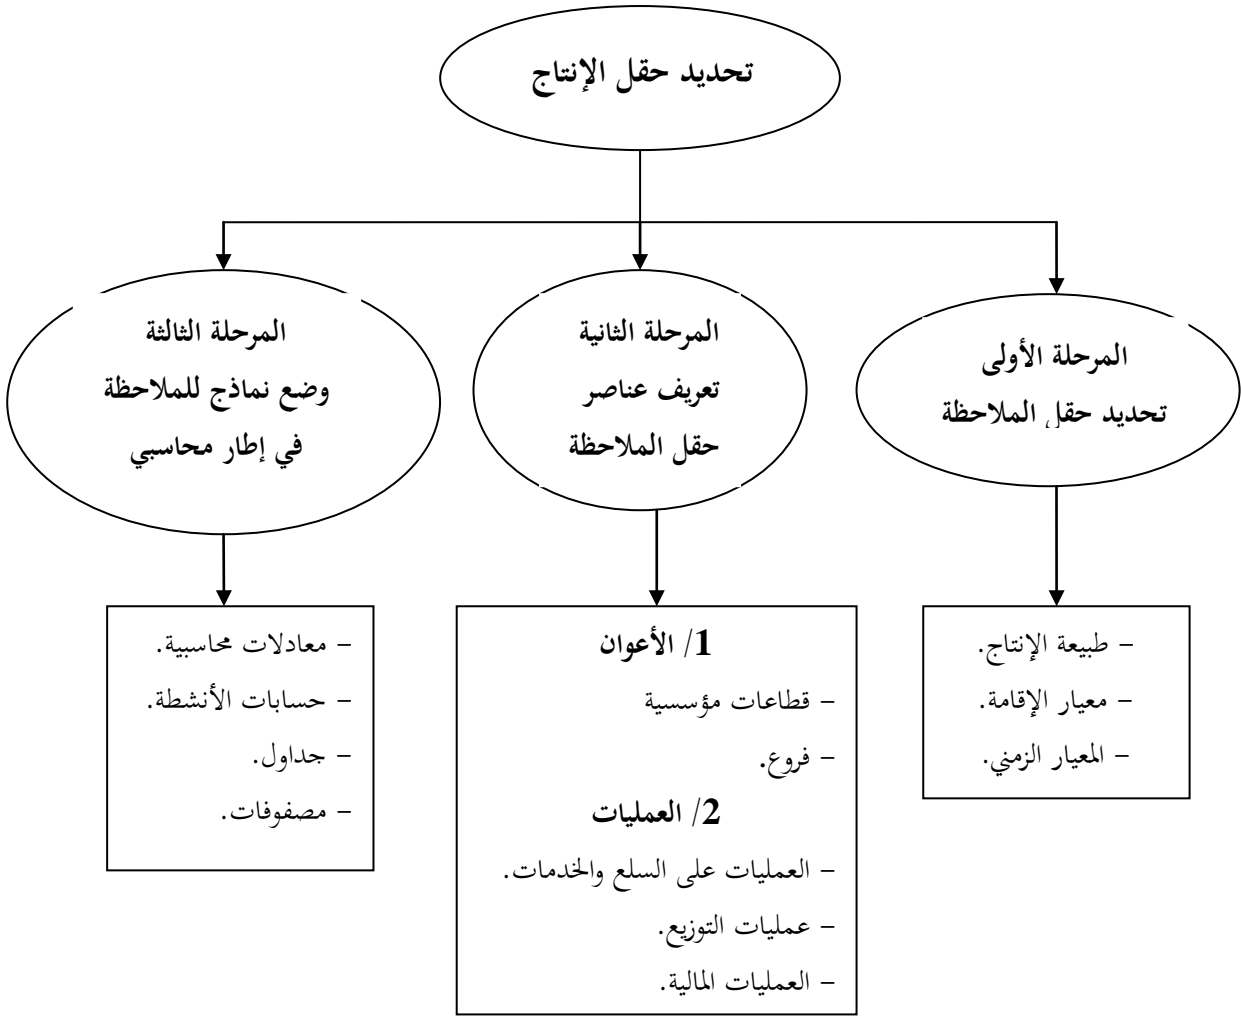 تحديد حقل الإنتاج
المرحلة الأولى
تحديد حقل الملاحظة
المرحلة الثانية
تعريف عناصر
حقل الملاحظة
المرحلة الثالثة
وضع نماذج للملاحظة
في إطار محاسبي
– طبيعة الإنتاج.
– معيار الإقامة.
– المعيار الزمني.
1/ الأعوان
– قطاعات مؤسسية
– فروع.
2/ العمليات
– العمليات على السلع والخدمات.
– عمليات التوزيع.
– العمليات المالية.
– معادلات محاسبية.
– حسابات الأنشطة.
– جداول.
– مصفوفات.